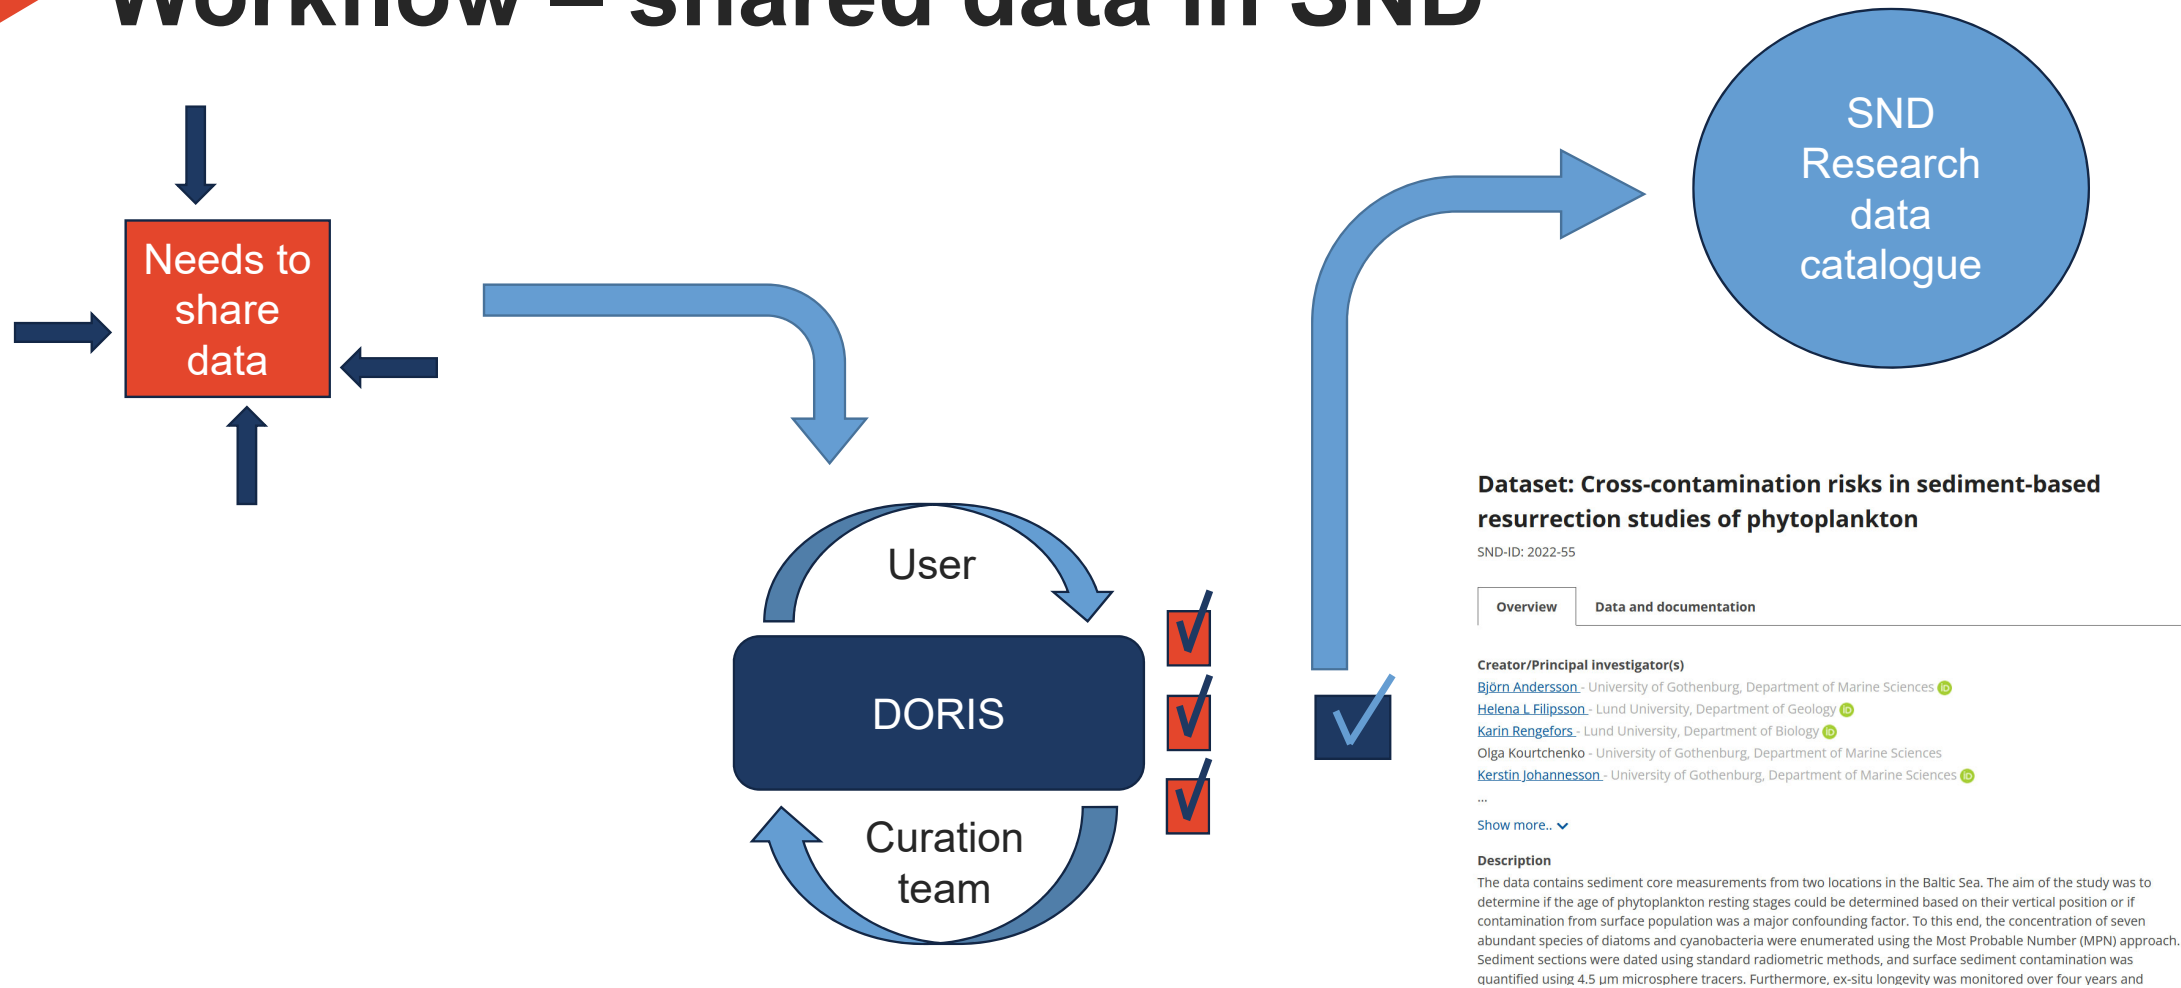 Workflow – shared data in SND
Needs to
share
data
User
DORIS
Curation
team
SND
Research
data
catalogue
Dataset: Cross-contamination risks in sediment-based
resurrection studies of phytoplankton
SND-ID: 2022-55
Overview Data and documentation
Creator/Principal investigator(s)
Björn Andersson - University of Gothenburg, Department of Marine Sciences iD
Helena L Filipsson - Lund University, Department of Geology iD
Karin Rengefors - Lund University, Department of Biology iD
Olga Kourtchenko - University of Gothenburg, Department of Marine Sciences
Kerstin Johannesson - University of Gothenburg, Department of Marine Sciences iD
...
Show more..
Description
The data contains sediment core measurements from two locations in the Baltic Sea. The aim of the study was to
determine if the age of phytoplankton resting stages could be determined based on their vertical position or if
contamination from surface population was a major confounding factor. To this end, the concentration of seven
abundant species of diatoms and cyanobacteria were enumerated using the Most Probable Number (MPN) approach.
Sediment sections were dated using standard radiometric methods, and surface sediment contamination was
quantified using 4.5 µm microsphere tracers. Furthermore, ex-situ longevity was monitored over four years and